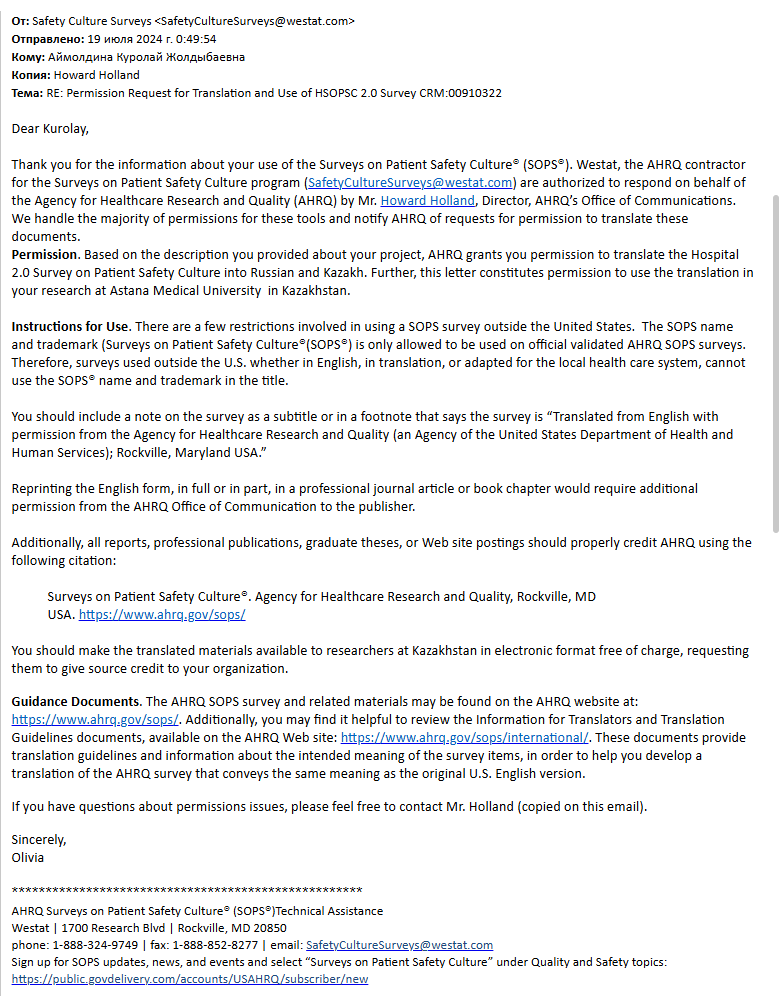 От: Safety Culture Surveys <SafetyCultureSurveys@westat.com>
Отправлено: 19 июля 2024 г. 0:49:54
Кому: Аймолдина Куролай Жолдыбаевна
Копия: Howard Holland
Тема: RE: Permission Request for Translation and Use of HSOPSC 2.0 Survey CRM:00910322
Dear Kurolay,
Thank you for the information about your use of the Surveys on Patient Safety Culture® (SOPS®). Westat, the AHRQ contractor
for the Surveys on Patient Safety Culture program (SafetyCultureSurveys@westat.com) are authorized to respond on behalf of
the Agency for Healthcare Research and Quality (AHRQ) by Mr. Howard Holland, Director, AHRQ’s Office of Communications.
We handle the majority of permissions for these tools and notify AHRQ of requests for permission to translate these
documents.
Permission. Based on the description you provided about your project, AHRQ grants you permission to translate the Hospital
2.0 Survey on Patient Safety Culture into Russian and Kazakh. Further, this letter constitutes permission to use the translation in
your research at Astana Medical University  in Kazakhstan.
Instructions for Use. There are a few restrictions involved in using a SOPS survey outside the United States.  The SOPS name
and trademark (Surveys on Patient Safety Culture®(SOPS®) is only allowed to be used on official validated AHRQ SOPS surveys.
Therefore, surveys used outside the U.S. whether in English, in translation, or adapted for the local health care system, cannot
use the SOPS® name and trademark in the title.
You should include a note on the survey as a subtitle or in a footnote that says the survey is “Translated from English with
permission from the Agency for Healthcare Research and Quality (an Agency of the United States Department of Health and
Human Services); Rockville, Maryland USA.”
Reprinting the English form, in full or in part, in a professional journal article or book chapter would require additional
permission from the AHRQ Office of Communication to the publisher.
Additionally, all reports, professional publications, graduate theses, or Web site postings should properly credit AHRQ using the
following citation:
Surveys on Patient Safety Culture®. Agency for Healthcare Research and Quality, Rockville, MD
USA. https://www.ahrq.gov/sops/
You should make the translated materials available to researchers at Kazakhstan in electronic format free of charge, requesting
them to give source credit to your organization.
Guidance Documents. The AHRQ SOPS survey and related materials may be found on the AHRQ website at:
https://www.ahrq.gov/sops/. Additionally, you may find it helpful to review the Information for Translators and Translation
Guidelines documents, available on the AHRQ Web site: https://www.ahrq.gov/sops/international/. These documents provide
translation guidelines and information about the intended meaning of the survey items, in order to help you develop a
translation of the AHRQ survey that conveys the same meaning as the original U.S. English version.
If you have questions about permissions issues, please feel free to contact Mr. Holland (copied on this email).
Sincerely,
Olivia
*****************************************************
AHRQ Surveys on Patient Safety Culture® (SOPS®)Technical Assistance
Westat | 1700 Research Blvd | Rockville, MD 20850
phone: 1-888-324-9749 | fax: 1-888-852-8277 | email: SafetyCultureSurveys@westat.com
Sign up for SOPS updates, news, and events and select “Surveys on Patient Safety Culture” under Quality and Safety topics:
https://public.govdelivery.com/accounts/USAHRQ/subscriber/new